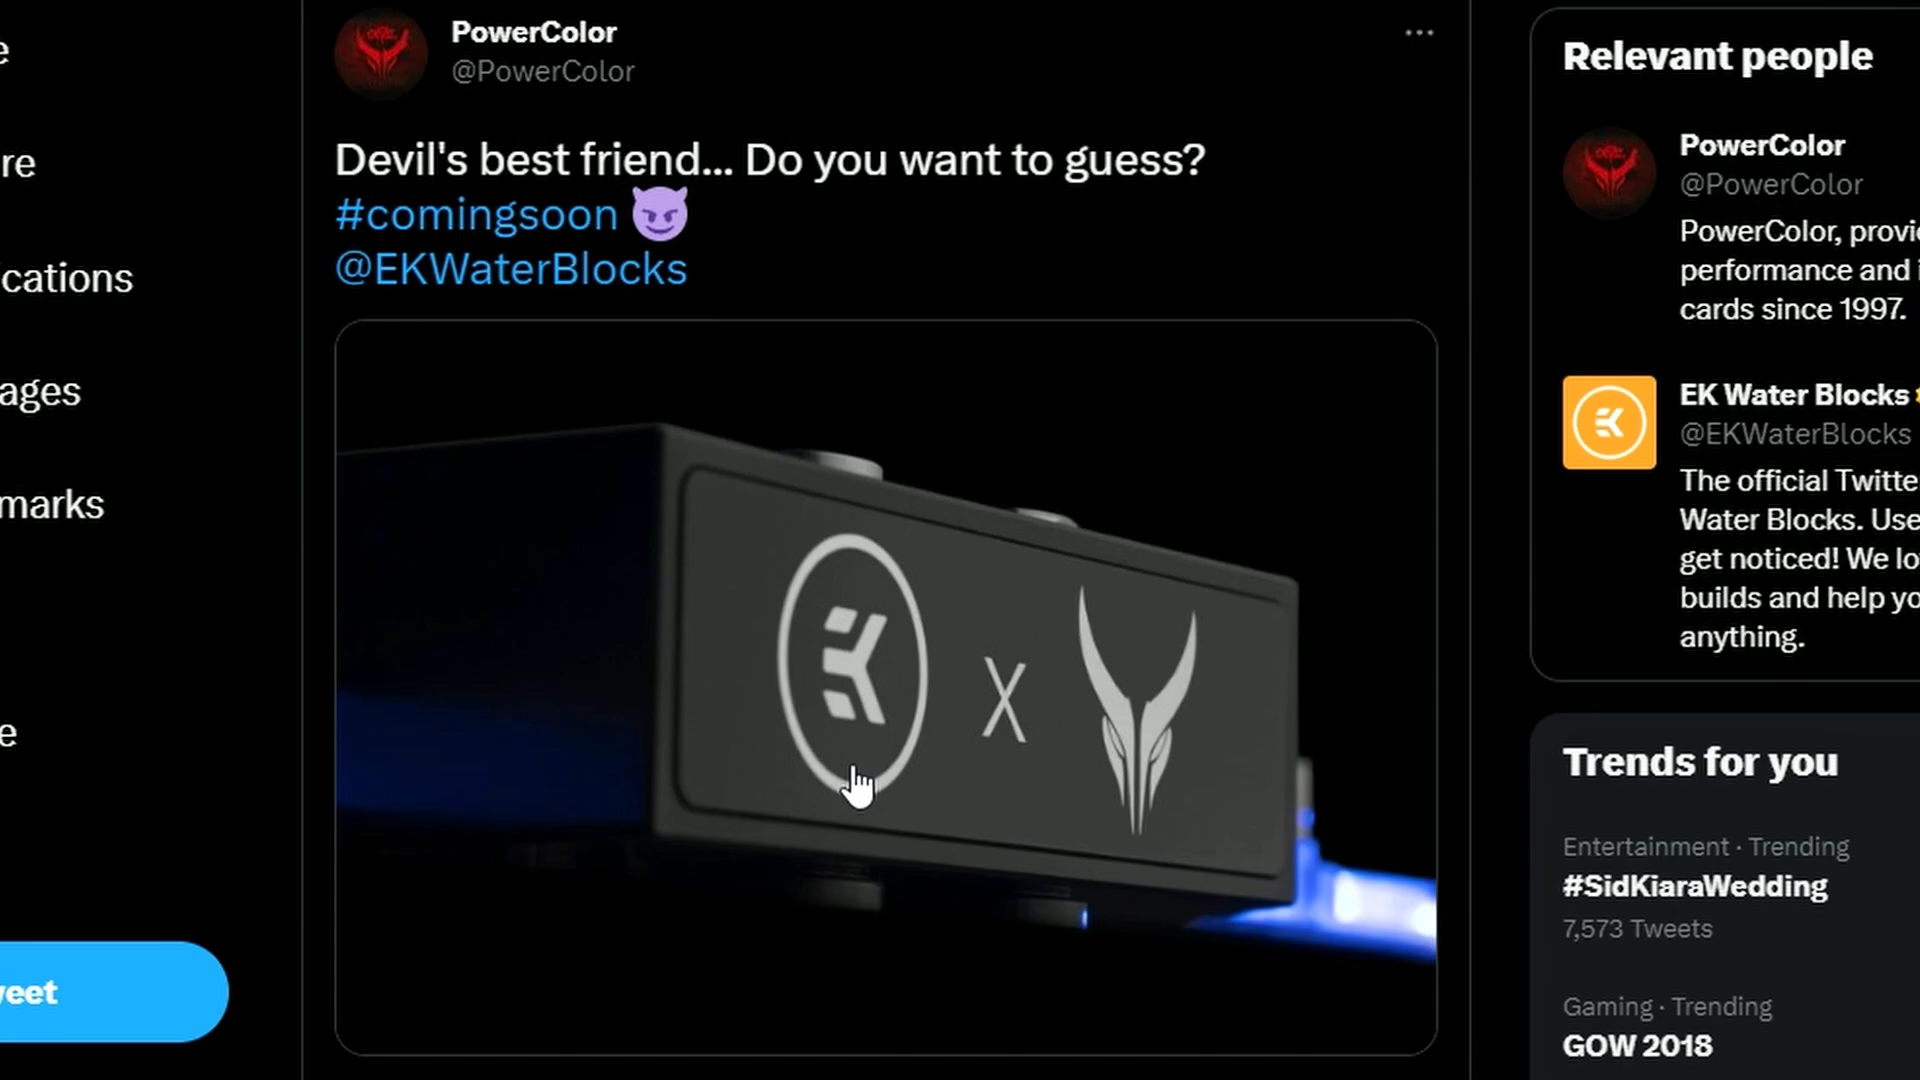 e
re
cations
ages
marks
e
weet
PowerColor
@PowerColor
Devil's best friend... Do you want to guess?
#comingsoon 😈
@EKWaterBlocks
EK X
Relevant people
PowerColor
@PowerColor
PowerColor, provi
performance and i
cards since 1997.
EK Water Blocks
@EKWaterBlocks
The official Twitte
Water Blocks. Use
get noticed! We lo
builds and help yo
anything.
Trends for you
Entertainment · Trending
#SidKiaraWedding
7,573 Tweets
Gaming · Trending
GOW 2018